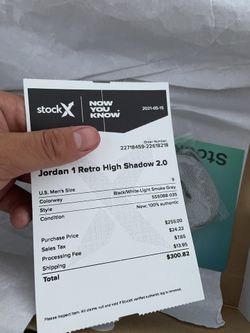 stockX
NOW
YOU
KNOW
2021-05-15
Order Number:
22718459-22618218
Jordan 1 Retro High Shadow 2.0
U.S. Men's Size
9
Colorway
Black/White-Light Smoke Grey
Style
555088-035
Condition
New: 100% authentic
Purchase Price
$255.00
Sales Tax
$24.22
Processing Fee
$7.65
Shipping
$13.95
Total
$300.82